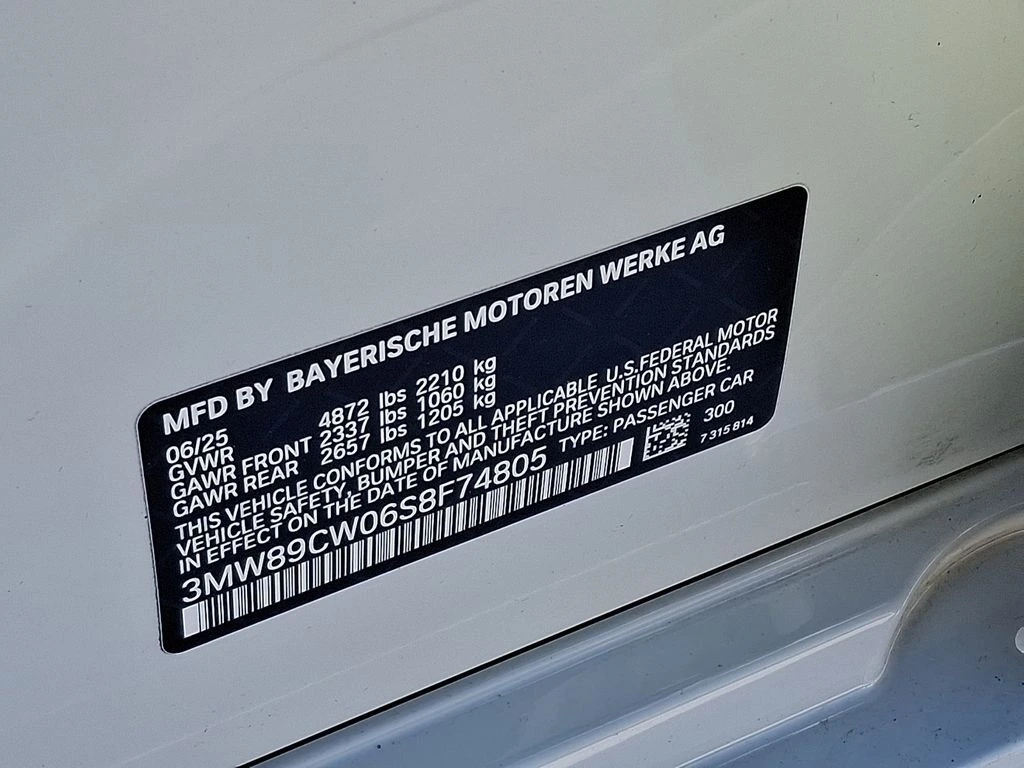 MFD BY BAYERISCHE MOTOREN WERKE AG
06/25
GVWR 4872 lbs 2210 kg
GAWR FRONT 2337 lbs 1060 kg
GAWR REAR 2657 lbs 1205 kg
THIS VEHICLE CONFORMS TO ALL APPLICABLE U.S.FEDERAL MOTOR
VEHICLE SAFETY, BUMPER AND THEFT PREVENTION STANDARDS
IN EFFECT ON THE DATE OF MANUFACTURE SHOWN ABOVE.
3MW89CW06S8F74805 TYPE: PASSENGER CAR
300
7 315 814